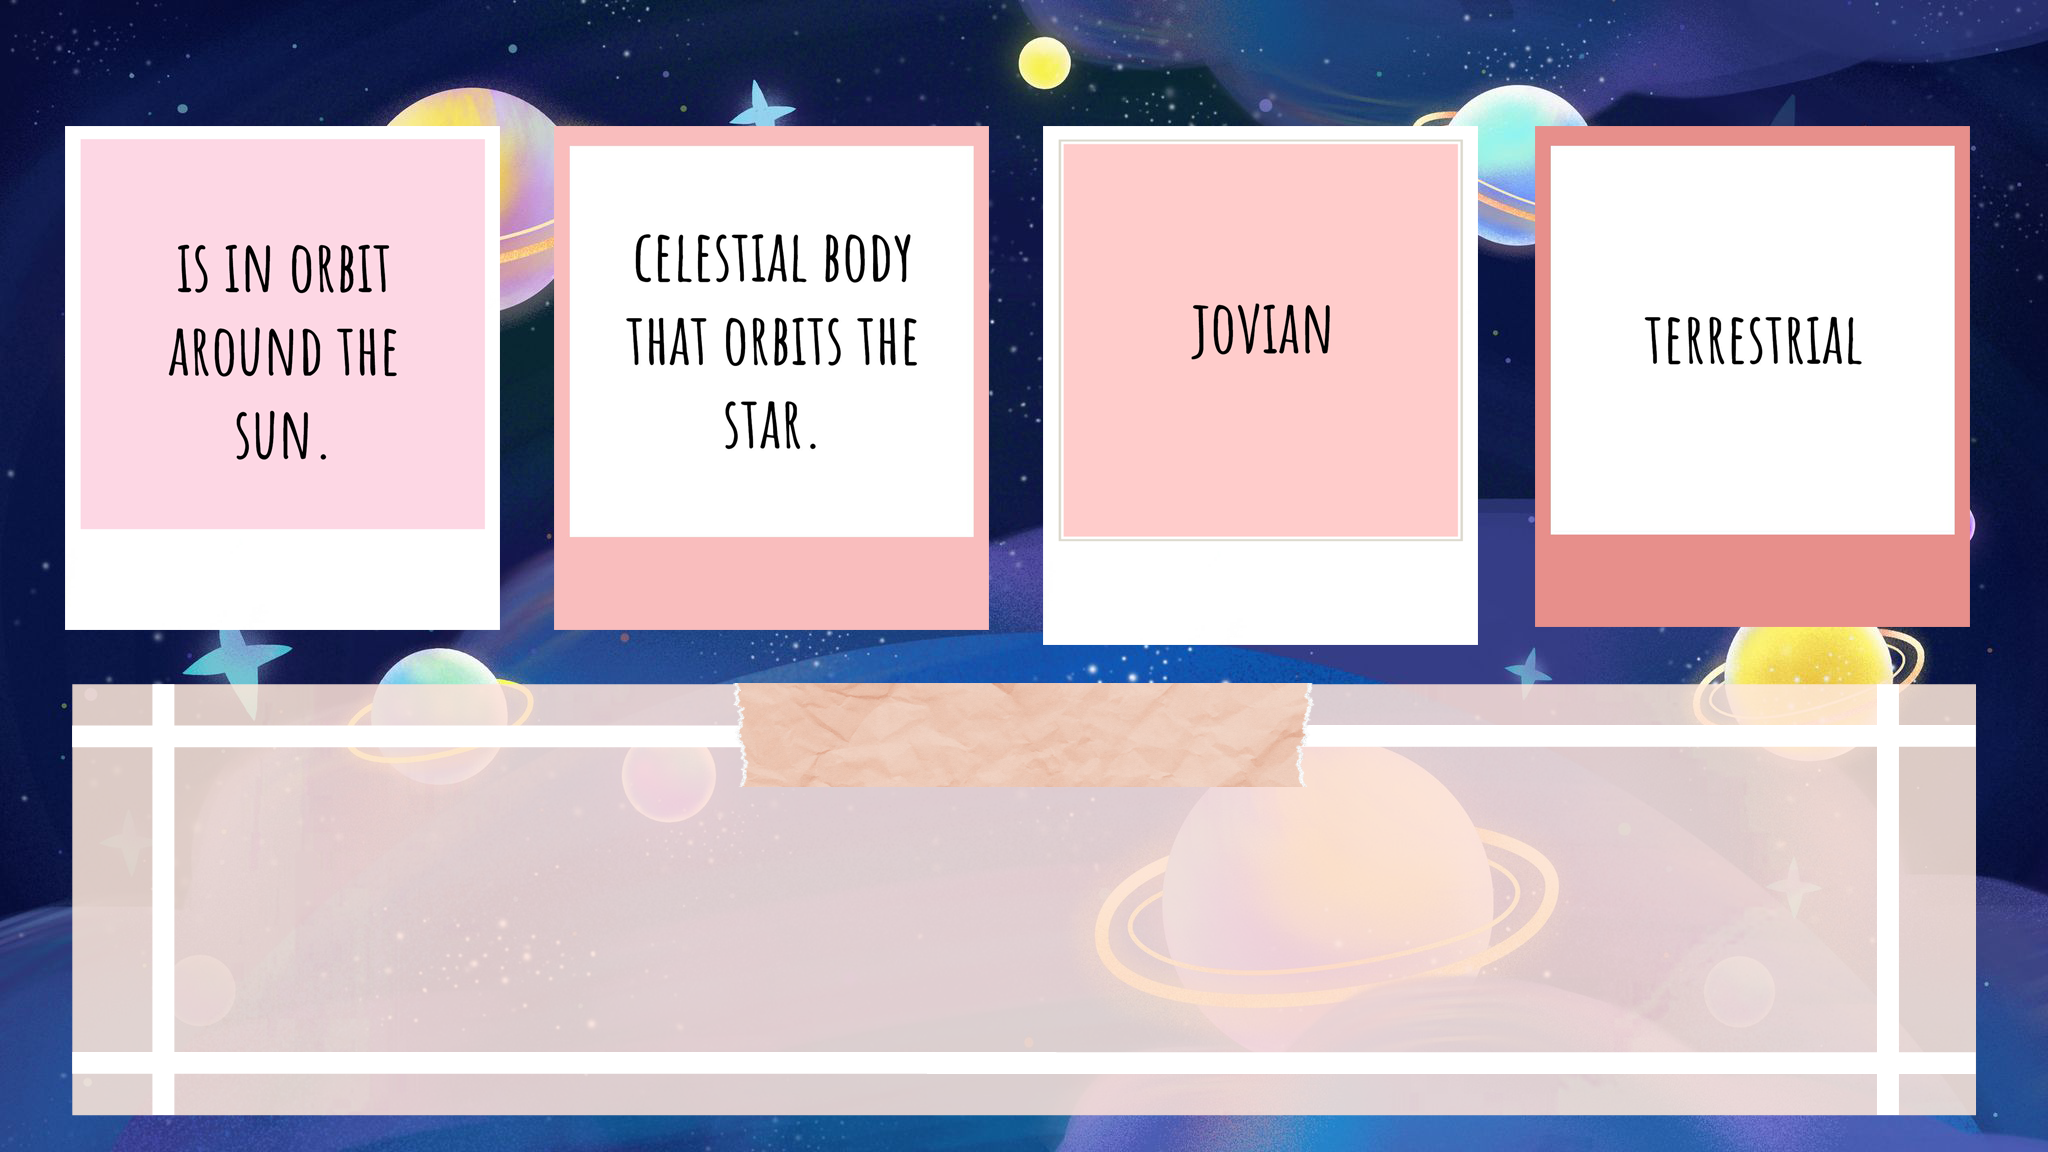 IS IN ORBIT
AROUND THE
SUN.
CELESTIAL BODY
THAT ORBITS THE
STAR.
JOVIAN
TERRESTRIAL